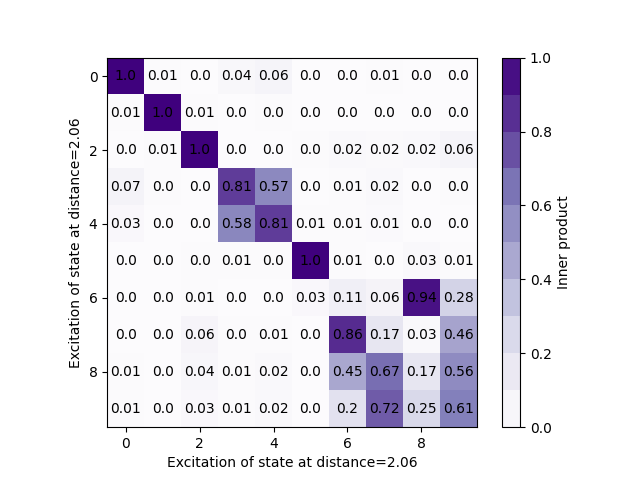 0 1.0 0.01 0.0 0.04 0.06 0.0 0.0 0.01 0.0 0.0
0.01 1.0 0.01 0.0 0.0 0.0 0.0 0.0 0.0 0.0
2 0.0 0.01 1.0 0.0 0.0 0.0 0.02 0.02 0.02 0.06
0.07 0.0 0.0 0.81 0.57 0.0 0.01 0.02 0.0 0.0
4 0.03 0.0 0.0 0.58 0.81 0.01 0.01 0.01 0.0 0.0
0.0 0.0 0.0 0.01 0.0 1.0 0.01 0.0 0.03 0.01
6 0.0 0.0 0.01 0.0 0.0 0.03 0.11 0.06 0.94 0.28
0.0 0.0 0.06 0.0 0.01 0.0 0.86 0.17 0.03 0.46
8 0.01 0.0 0.04 0.01 0.02 0.0 0.45 0.67 0.17 0.56
0.01 0.0 0.03 0.01 0.02 0.0 0.2 0.72 0.25 0.61
0 2 4 6 8
Excitation of state at distance=2.06
Excitation of state at distance=2.06
1.0
0.8
0.6
0.4
0.2
0.0
Inner product